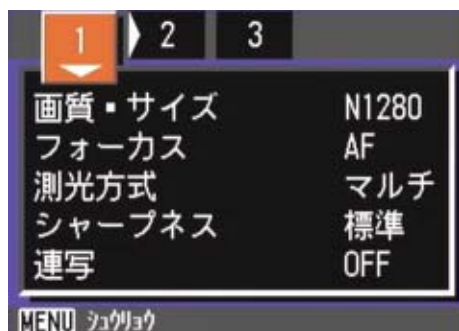 1 2 3
画質・サイズ N1280
フォーカス AF
測光方式 マルチ
シャープネス 標準
連写 OFF
MENU ｼｭｳﾘｮｳ